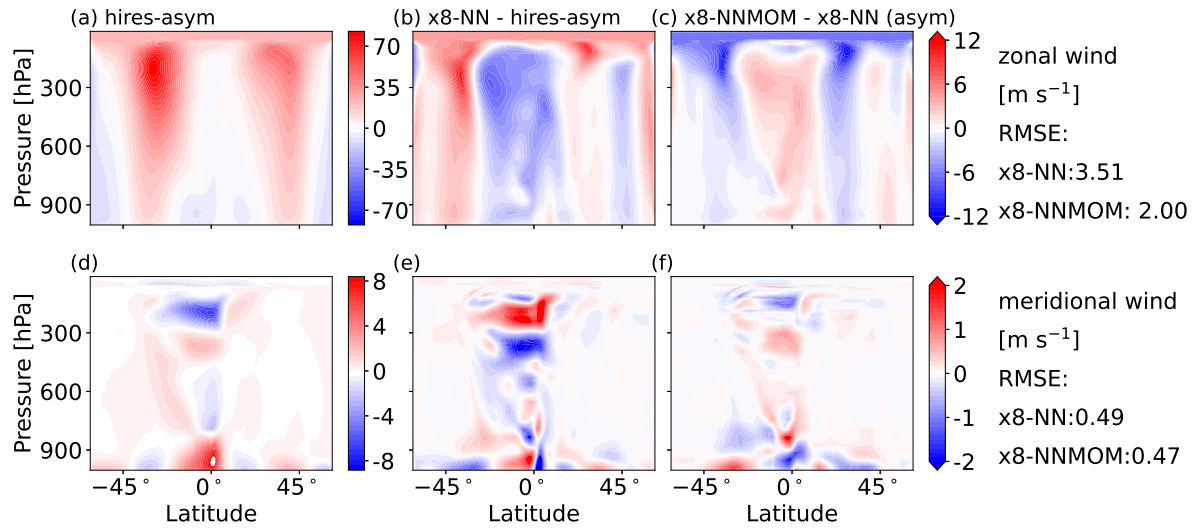 (a) hires-asym
(b) x8-NN - hires-asym
(c) x8-NNMOM - x8-NN (asym)
Pressure [hPa]
300
600
900
70
35
0
-35
-70
12
6
0
-6
-12
zonal wind
[m s⁻¹]
RMSE:
x8-NN:3.51
x8-NNMOM: 2.00
(d)
(e)
(f)
Pressure [hPa]
300
600
900
−45°
0°
45°
Latitude
8
4
0
-4
-8
−45°
0°
45°
Latitude
−45°
0°
45°
Latitude
2
1
0
-1
-2
meridional wind
[m s⁻¹]
RMSE:
x8-NN:0.49
x8-NNMOM:0.47